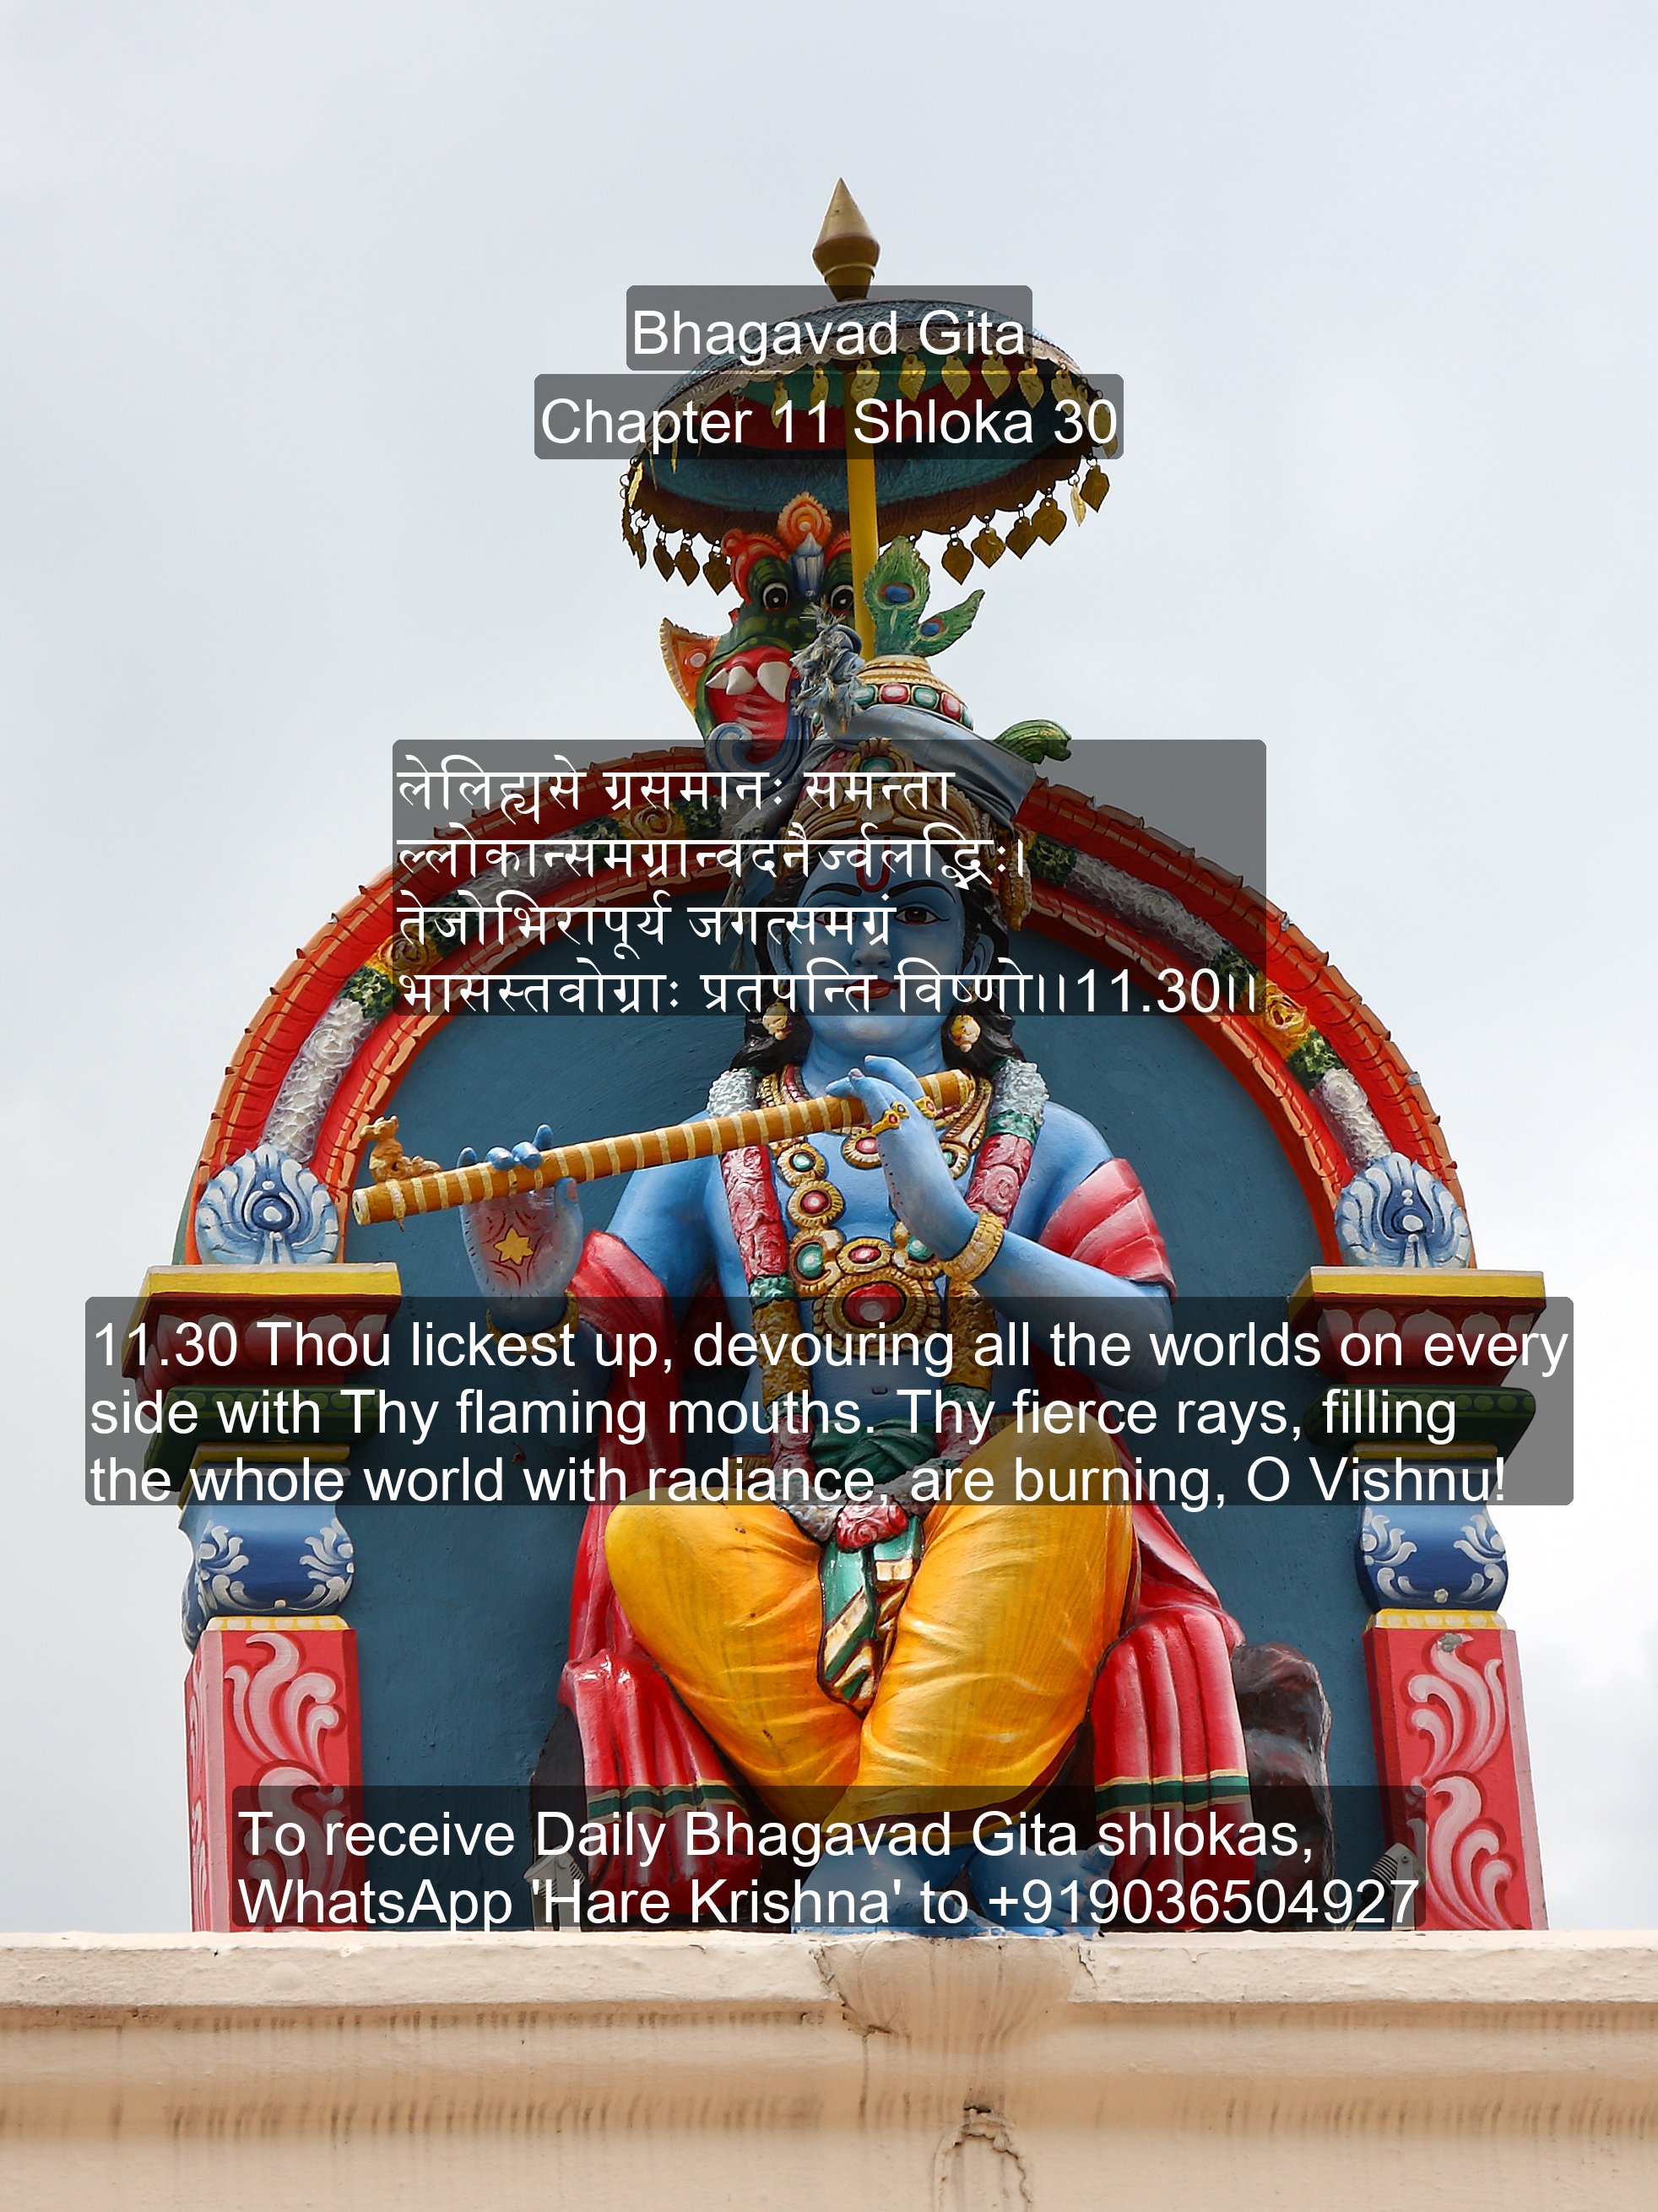 Bhagavad Gita
Chapter 11 Shloka 30
लेलिह्यसे ग्रसमानः समन्ता
ल्लोकान्समग्रान्वदनैर्ज्वलद्भिः।
तेजोभिरापूर्य जगत्समग्रं
भासस्तवोग्राः प्रतपन्ति विष्णो।।11.30।।
11.30 Thou lickest up, devouring all the worlds on every
side with Thy flaming mouths. Thy fierce rays, filling
the whole world with radiance, are burning, O Vishnu!
To receive Daily Bhagavad Gita shlokas,
WhatsApp 'Hare Krishna' to +919036504927